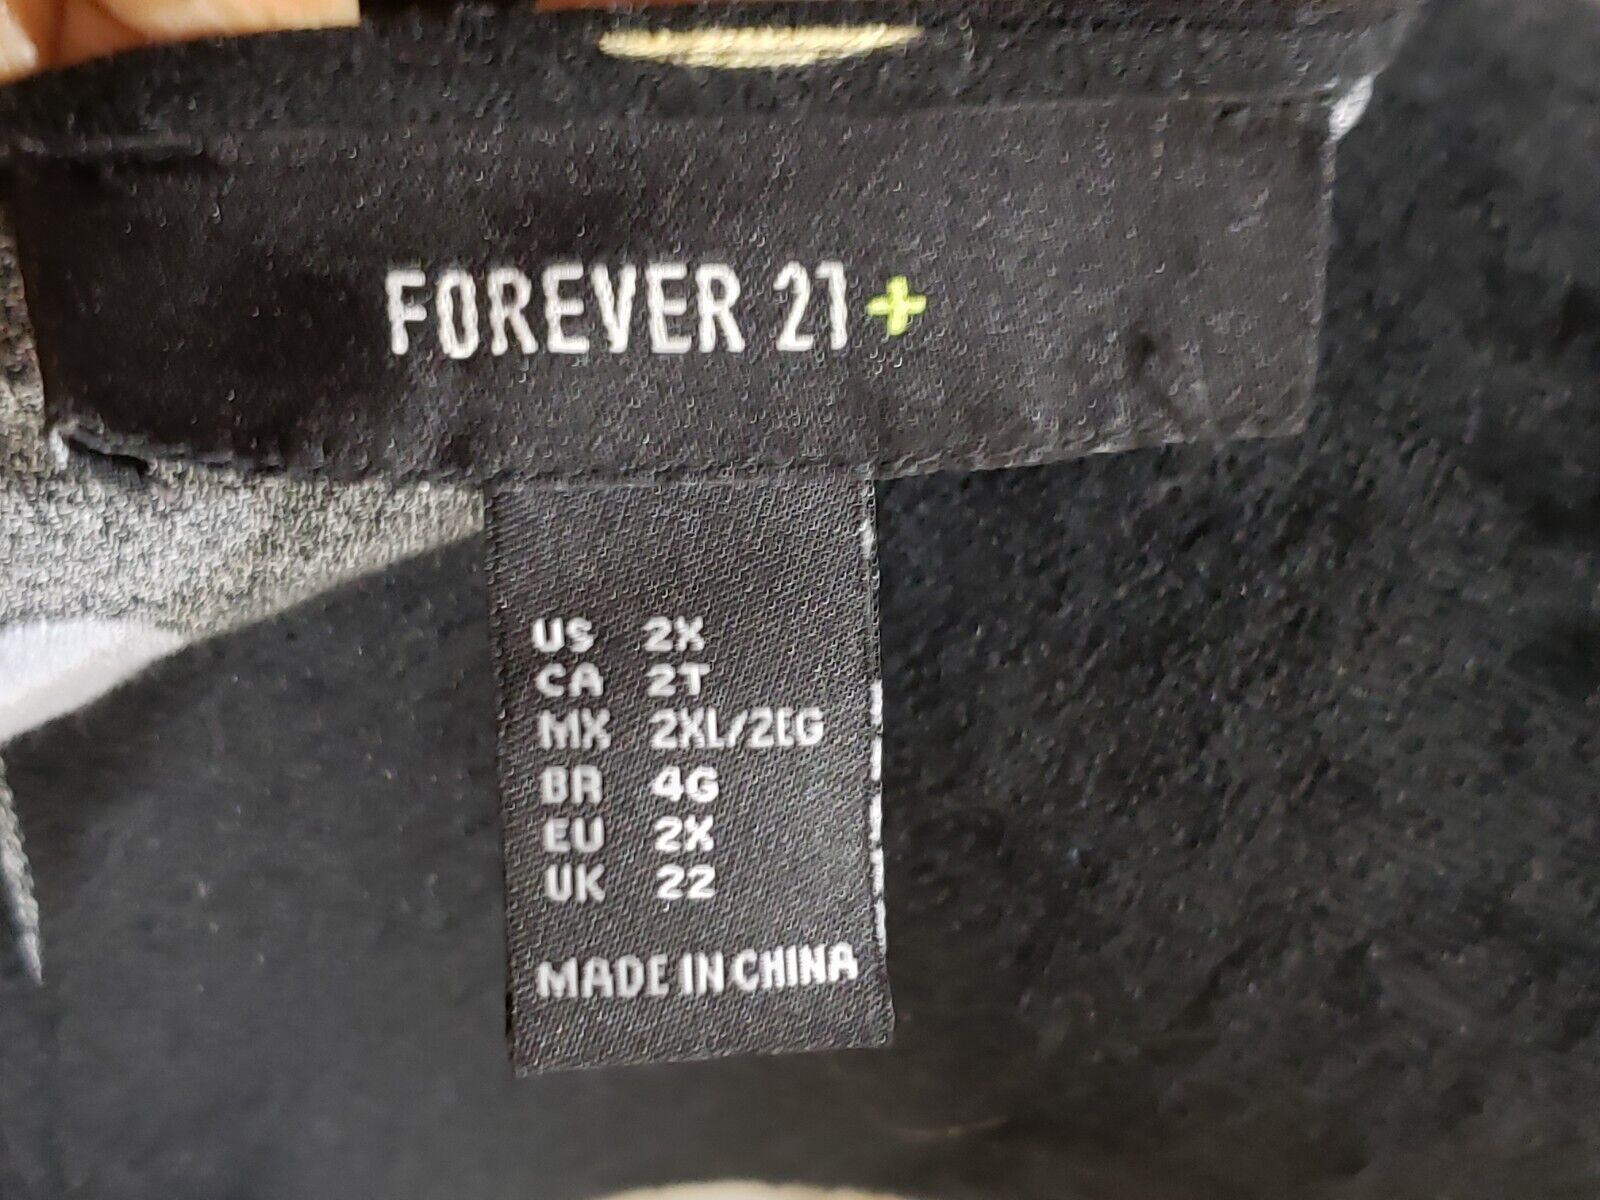 FOREVER 21+
US 2X
CA 2T
MX 2XL/2EG
BR 4G
EU 2X
UK 22
MADE IN CHINA